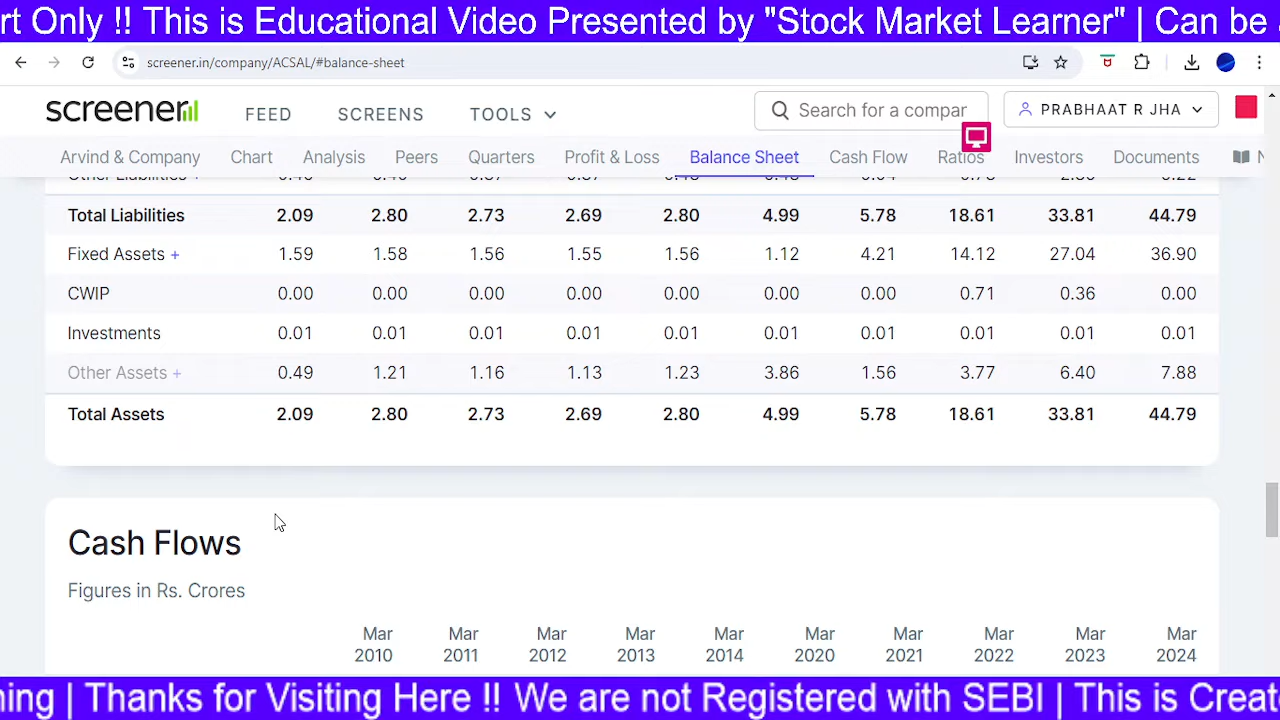 rt Only !! This is Educational Video Presented by "Stock Market Learner" | Can be
screener.in/company/ACSAL/#balance-sheet
screener FEED SCREENS TOOLS Search for a compar PRABHAAT R JHA
Arvind & Company Chart Analysis Peers Quarters Profit & Loss Balance Sheet Cash Flow Ratios Investors Documents N
Other Liabilities +
Total Liabilities 2.09 2.80 2.73 2.69 2.80 4.99 5.78 18.61 33.81 44.79
Fixed Assets + 1.59 1.58 1.56 1.55 1.56 1.12 4.21 14.12 27.04 36.90
CWIP 0.00 0.00 0.00 0.00 0.00 0.00 0.00 0.71 0.36 0.00
Investments 0.01 0.01 0.01 0.01 0.01 0.01 0.01 0.01 0.01 0.01
Other Assets + 0.49 1.21 1.16 1.13 1.23 3.86 1.56 3.77 6.40 7.88
Total Assets 2.09 2.80 2.73 2.69 2.80 4.99 5.78 18.61 33.81 44.79
Cash Flows
Figures in Rs. Crores
Mar Mar Mar Mar Mar Mar Mar Mar Mar Mar
2010 2011 2012 2013 2014 2020 2021 2022 2023 2024
ning | Thanks for Visiting Here !! We are not Registered with SEBI | This is Creat